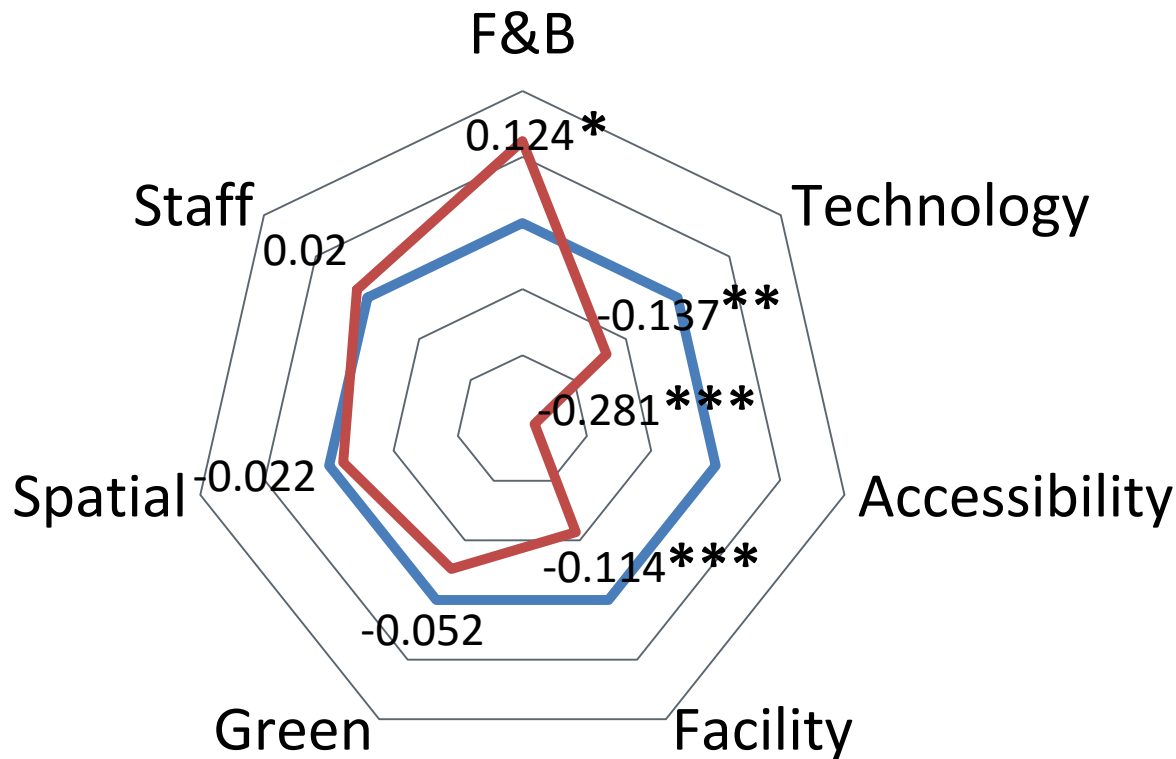 F&B
0.124*
Staff
Technology
0.02
-0.137**
-0.281***
Spatial
-0.022
Accessibility
-0.114***
-0.052
Green
Facility